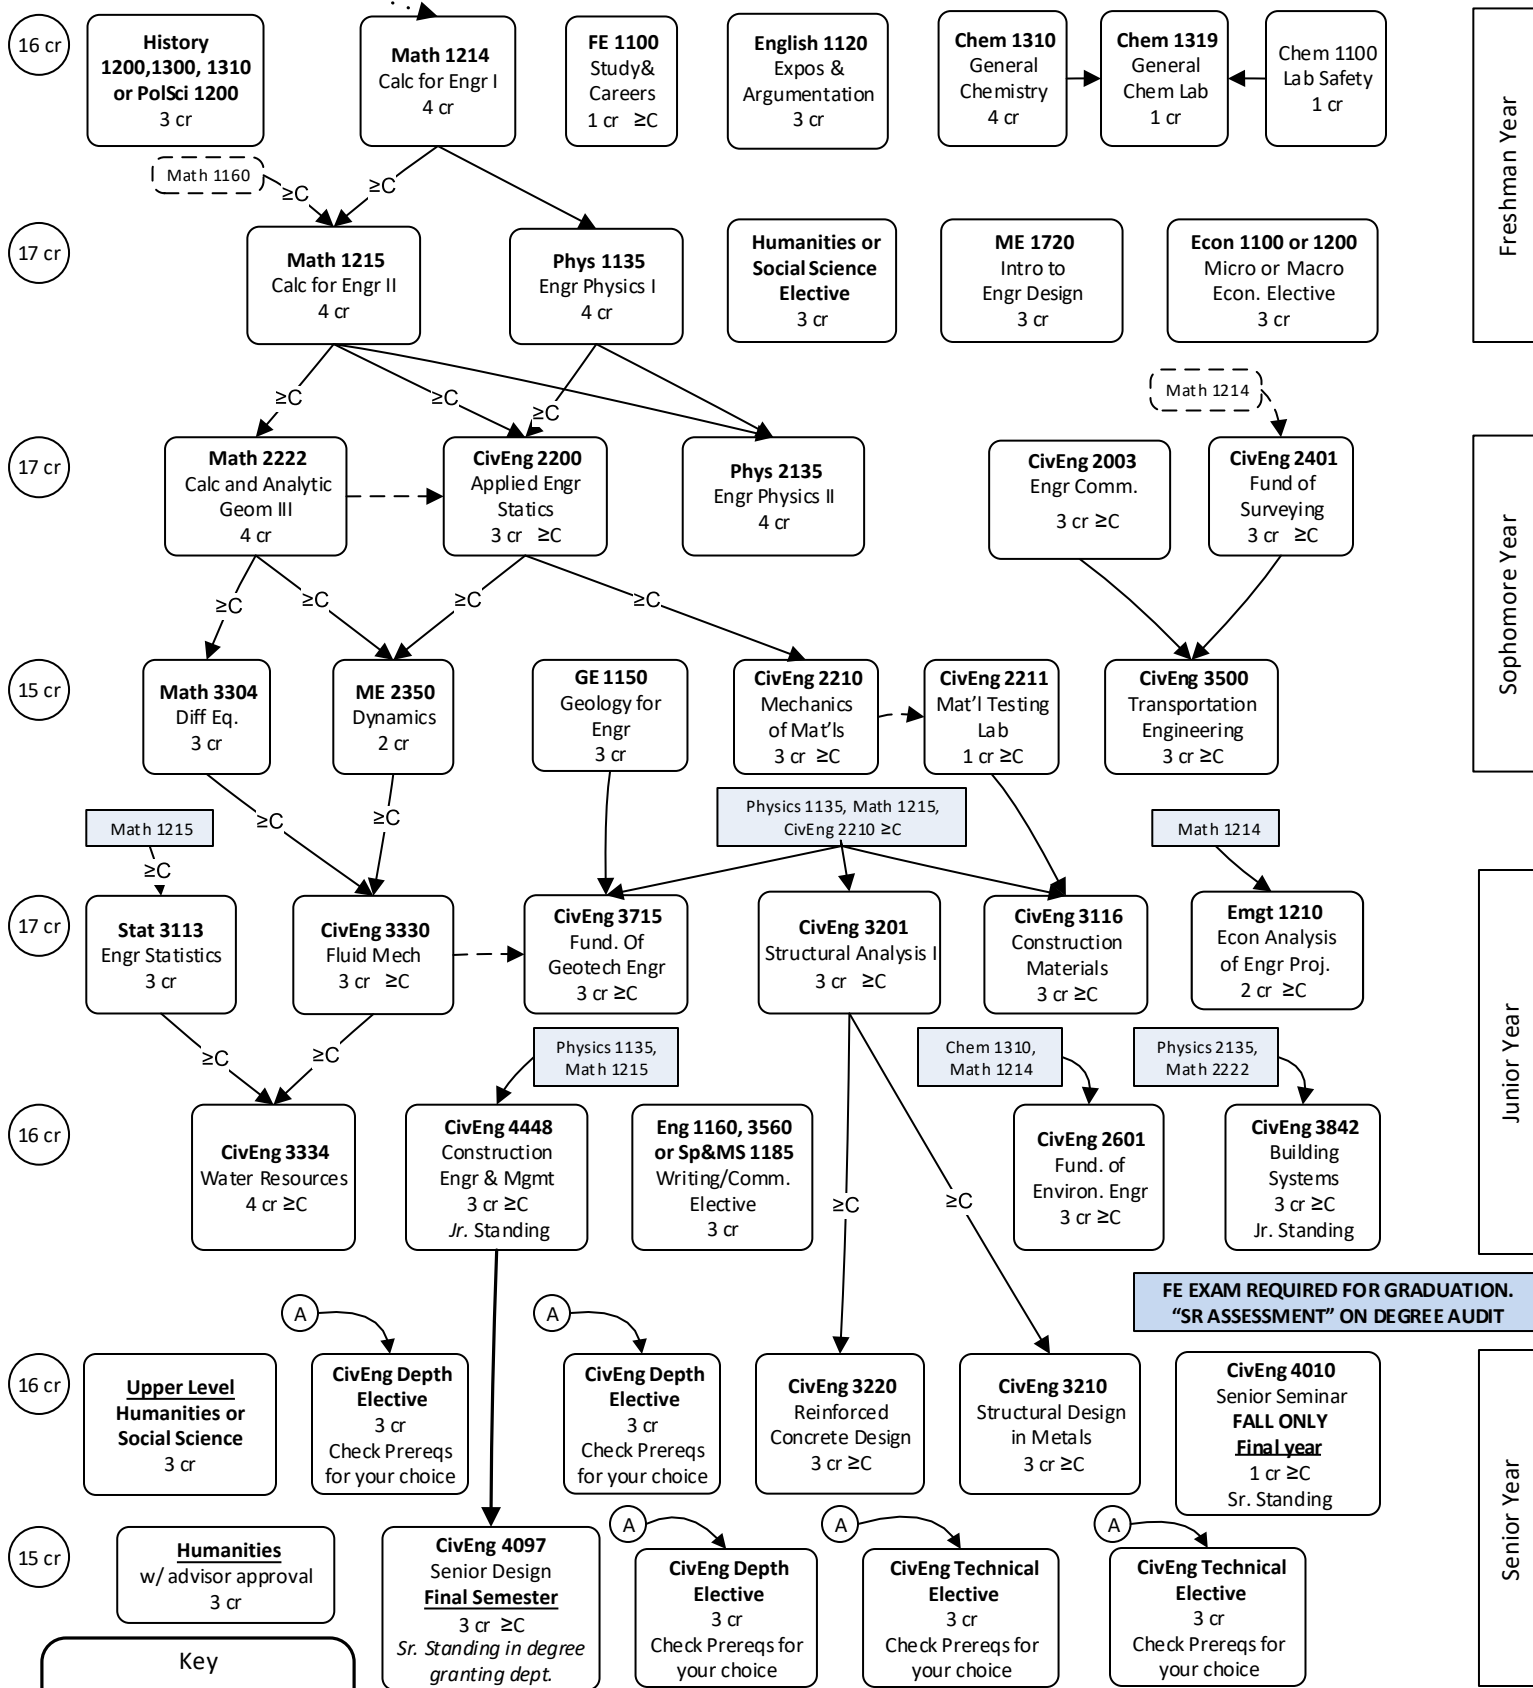 16 cr
History
1200,1300, 1310
or PolSci 1200
3 cr
Math 1214
Calc for Engr I
4 cr
FE 1100
Study&
Careers
1 cr ≥C
English 1120
Expos &
Argumentation
3 cr
Chem 1310
General
Chemistry
4 cr
Chem 1319
General
Chem Lab
1 cr
Chem 1100
Lab Safety
1 cr
Freshman Year
Math 1160
≥C
≥C
17 cr
Math 1215
Calc for Engr II
4 cr
Phys 1135
Engr Physics I
4 cr
Humanities or
Social Science
Elective
3 cr
ME 1720
Intro to
Engr Design
3 cr
Econ 1100 or 1200
Micro or Macro
Econ. Elective
3 cr
≥C
≥C
≥C
Math 1214
17 cr
Math 2222
Calc and Analytic
Geom III
4 cr
CivEng 2200
Applied Engr
Statics
3 cr ≥C
Phys 2135
Engr Physics II
4 cr
CivEng 2003
Engr Comm.
3 cr ≥C
CivEng 2401
Fund of
Surveying
3 cr ≥C
Sophomore Year
≥C
≥C
≥C
≥C
15 cr
Math 3304
Diff Eq.
3 cr
ME 2350
Dynamics
2 cr
GE 1150
Geology for
Engr
3 cr
CivEng 2210
Mechanics
of Mat'ls
3 cr ≥C
CivEng 2211
Mat'l Testing
Lab
1 cr ≥C
CivEng 3500
Transportation
Engineering
3 cr ≥C
Math 1215
≥C
≥C
≥C
Physics 1135, Math 1215,
CivEng 2210 ≥C
Math 1214
17 cr
Stat 3113
Engr Statistics
3 cr
CivEng 3330
Fluid Mech
3 cr ≥C
CivEng 3715
Fund. Of
Geotech Engr
3 cr ≥C
CivEng 3201
Structural Analysis I
3 cr ≥C
CivEng 3116
Construction
Materials
3 cr ≥C
Emgt 1210
Econ Analysis
of Engr Proj.
2 cr ≥C
Junior Year
≥C
≥C
Physics 1135,
Math 1215
Chem 1310,
Math 1214
Physics 2135,
Math 2222
16 cr
CivEng 3334
Water Resources
4 cr ≥C
CivEng 4448
Construction
Engr & Mgmt
3 cr ≥C
Jr. Standing
Eng 1160, 3560
or Sp&MS 1185
Writing/Comm.
Elective
3 cr
≥C
≥C
CivEng 2601
Fund. of
Environ. Engr
3 cr ≥C
CivEng 3842
Building
Systems
3 cr ≥C
Jr. Standing
FE EXAM REQUIRED FOR GRADUATION.
“SR ASSESSMENT” ON DEGREE AUDIT
A
A
16 cr
Upper Level
Humanities or
Social Science
3 cr
CivEng Depth
Elective
3 cr
Check Prereqs
for your choice
CivEng Depth
Elective
3 cr
Check Prereqs
for your choice
CivEng 3220
Reinforced
Concrete Design
3 cr ≥C
CivEng 3210
Structural Design
in Metals
3 cr ≥C
CivEng 4010
Senior Seminar
FALL ONLY
Final year
1 cr ≥C
Sr. Standing
Senior Year
A
A
A
15 cr
Humanities
w/ advisor approval
3 cr
CivEng 4097
Senior Design
Final Semester
3 cr ≥C
Sr. Standing in degree
granting dept.
CivEng Depth
Elective
3 cr
Check Prereqs for
your choice
CivEng Technical
Elective
3 cr
Check Prereqs for
your choice
CivEng Technical
Elective
3 cr
Check Prereqs for
your choice
Key